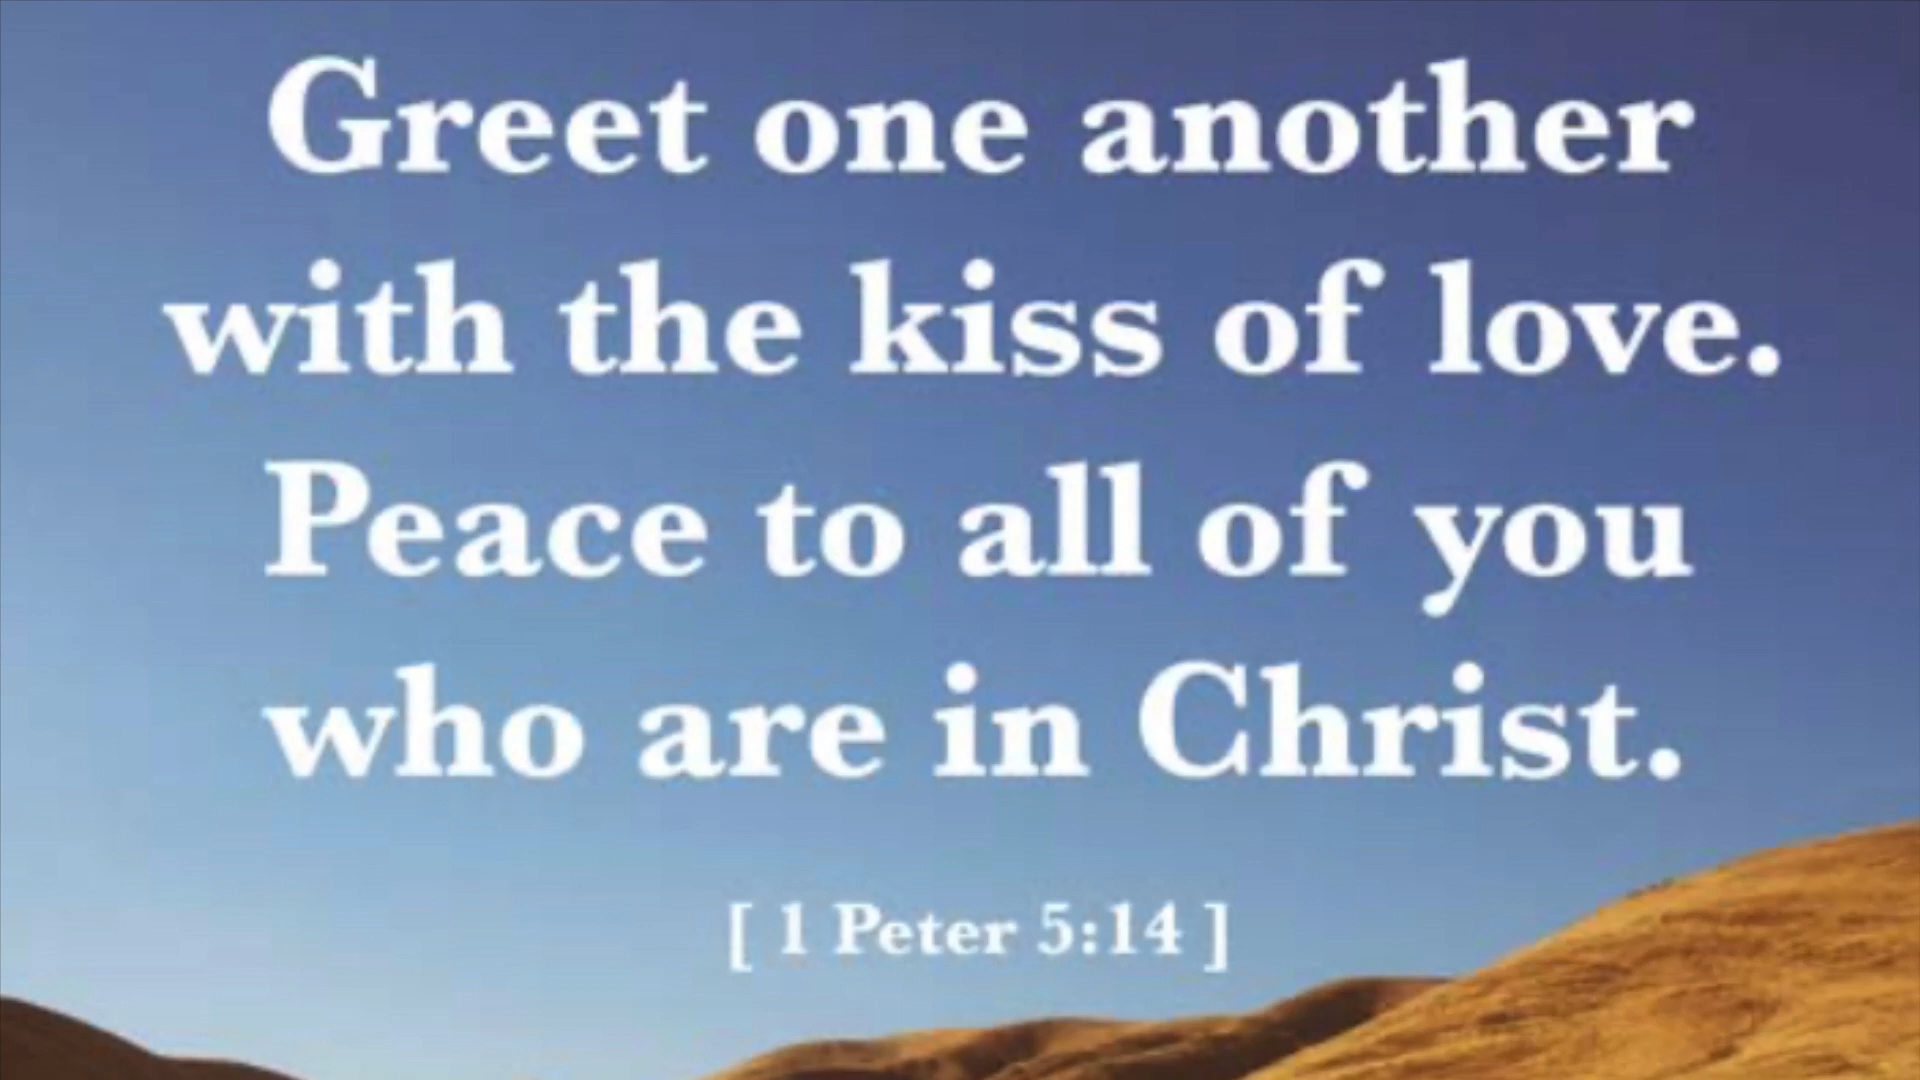 Greet one another
with the kiss of love.
Peace to all of you
who are in Christ.
[ 1 Peter 5:14 ]